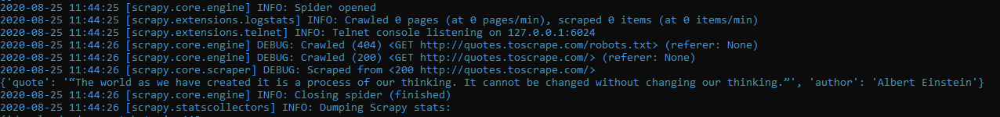 2020-08-25 11:44:25 [scrapy.core.engine] INFO: Spider opened
2020-08-25 11:44:25 [scrapy.extensions.logstats] INFO: Crawled 0 pages (at 0 pages/min), scraped 0 items (at 0 items/min)
2020-08-25 11:44:25 [scrapy.extensions.telnet] INFO: Telnet console listening on 127.0.0.1:6024
2020-08-25 11:44:26 [scrapy.core.engine] DEBUG: Crawled (404) <GET http://quotes.toscrape.com/robots.txt> (referer: None)
2020-08-25 11:44:26 [scrapy.core.engine] DEBUG: Crawled (200) <GET http://quotes.toscrape.com/> (referer: None)
2020-08-25 11:44:26 [scrapy.core.scraper] DEBUG: Scraped from <200 http://quotes.toscrape.com/>
{'quote': '“The world as we have created it is a process of our thinking. It cannot be changed without changing our thinking.”', 'author': 'Albert Einstein'}
2020-08-25 11:44:26 [scrapy.core.engine] INFO: Closing spider (finished)
2020-08-25 11:44:26 [scrapy.statscollectors] INFO: Dumping Scrapy stats: